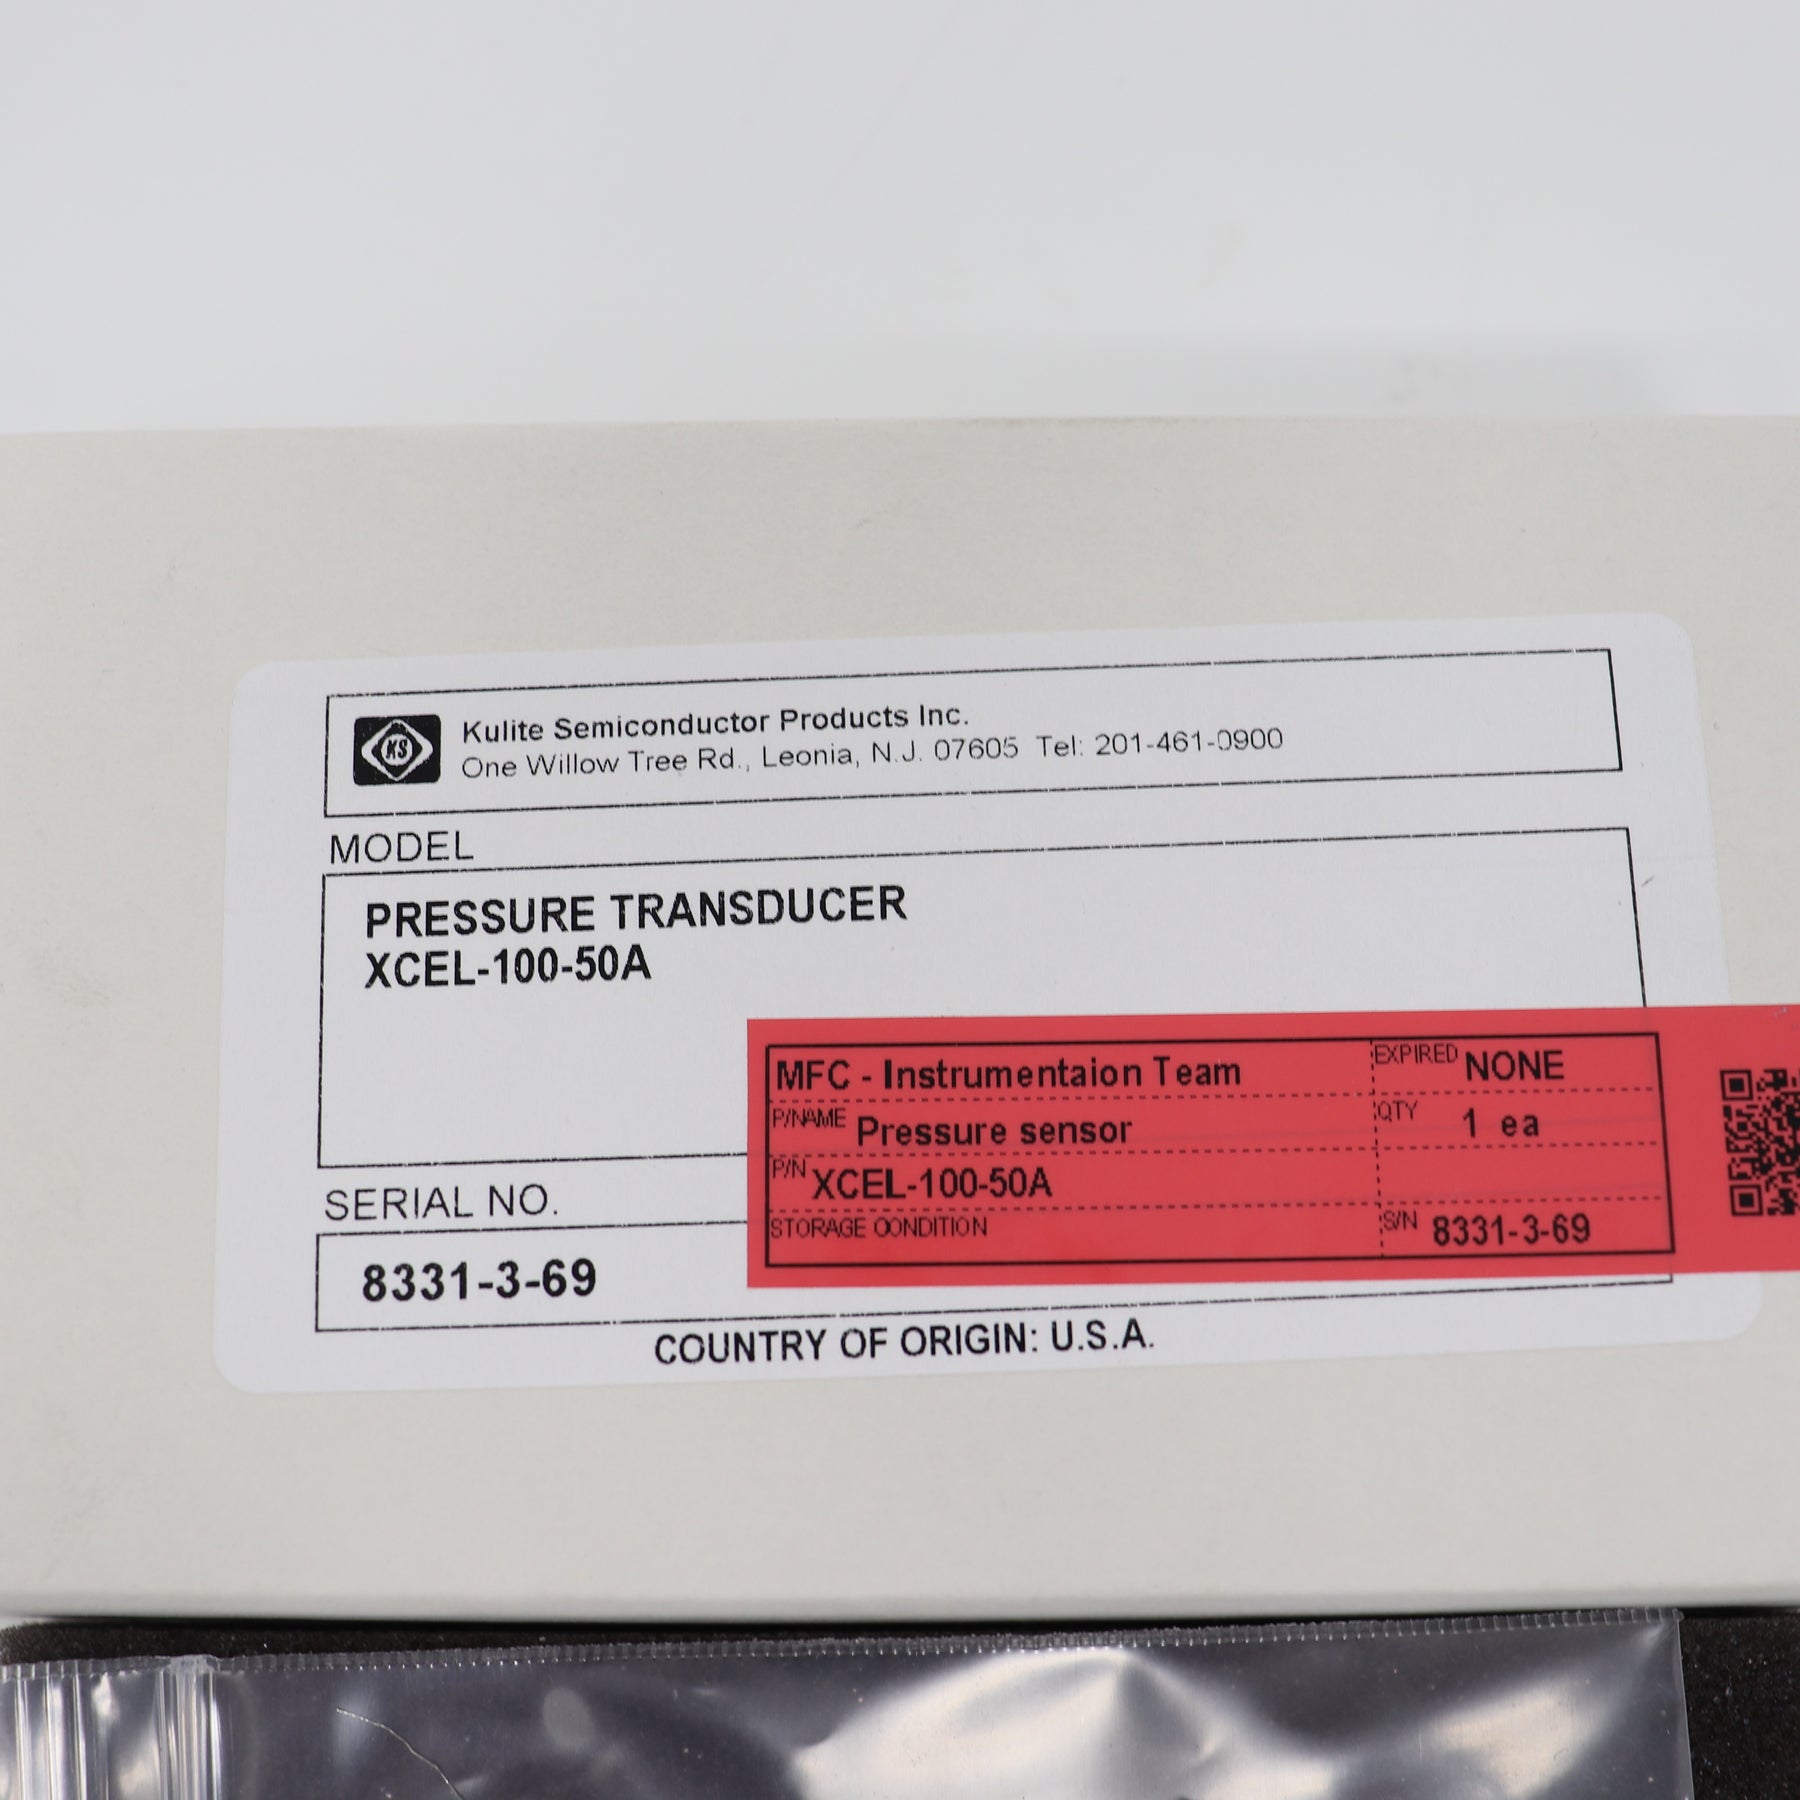 KS
Kulite Semiconductor Products Inc.
One Willow Tree Rd., Leonia, N.J. 07605 Tel: 201-461-0900
MODEL
PRESSURE TRANSDUCER
XCEL-100-50A
MFC - Instrumentaion Team EXPIRED NONE
P/NAME Pressure sensor QTY 1 ea
P/N XCEL-100-50A
STORAGE CONDITION S/N 8331-3-69
SERIAL NO.
8331-3-69
COUNTRY OF ORIGIN: U.S.A.